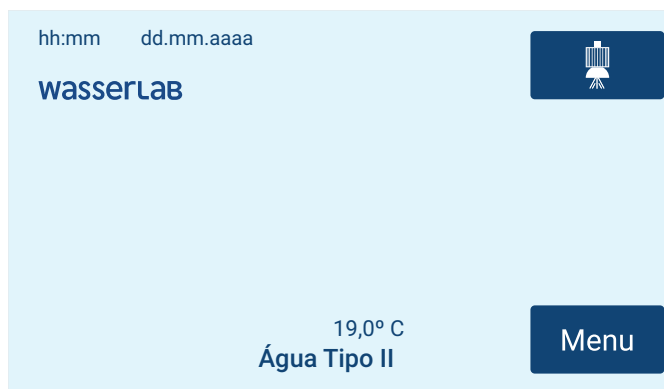 hh:mm dd.mm.aaaa
wasserLab
19,0º C
Água Tipo II
Menu